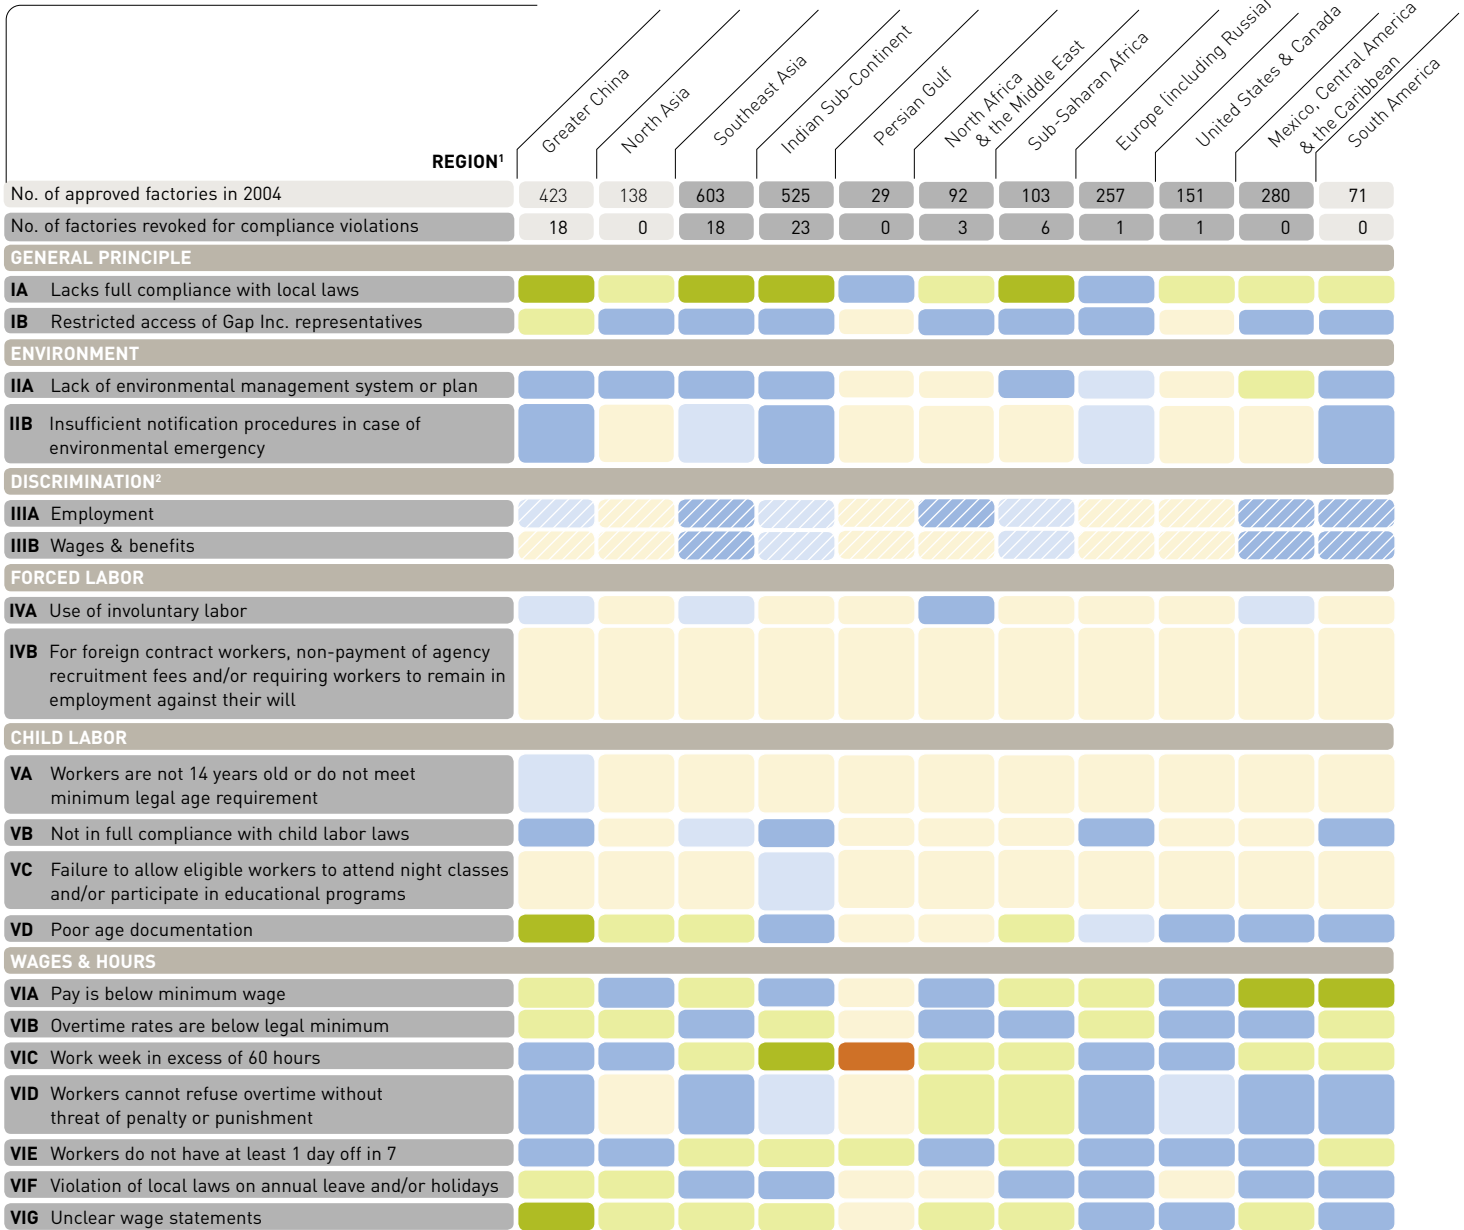 Greater China
North Asia
Southeast Asia
Indian Sub-Continent
Persian Gulf
North Africa
& the Middle East
Sub-Saharan Africa
Europe (including Russia)
United States & Canada
Mexico, Central America
& the Caribbean
South America
REGION¹
No. of approved factories in 2004 423 138 603 525 29 92 103 257 151 280 71
No. of factories revoked for compliance violations 18 0 18 23 0 3 6 1 1 0 0
GENERAL PRINCIPLE
IA Lacks full compliance with local laws
IB Restricted access of Gap Inc. representatives
ENVIRONMENT
IIA Lack of environmental management system or plan
IIB Insufficient notification procedures in case of
environmental emergency
DISCRIMINATION²
IIIA Employment
IIIB Wages & benefits
FORCED LABOR
IVA Use of involuntary labor
IVB For foreign contract workers, non-payment of agency
recruitment fees and/or requiring workers to remain in
employment against their will
CHILD LABOR
VA Workers are not 14 years old or do not meet
minimum legal age requirement
VB Not in full compliance with child labor laws
VC Failure to allow eligible workers to attend night classes
and/or participate in educational programs
VD Poor age documentation
WAGES & HOURS
VIA Pay is below minimum wage
VIB Overtime rates are below legal minimum
VIC Work week in excess of 60 hours
VID Workers cannot refuse overtime without
threat of penalty or punishment
VIE Workers do not have at least 1 day off in 7
VIF Violation of local laws on annual leave and/or holidays
VIG Unclear wage statements